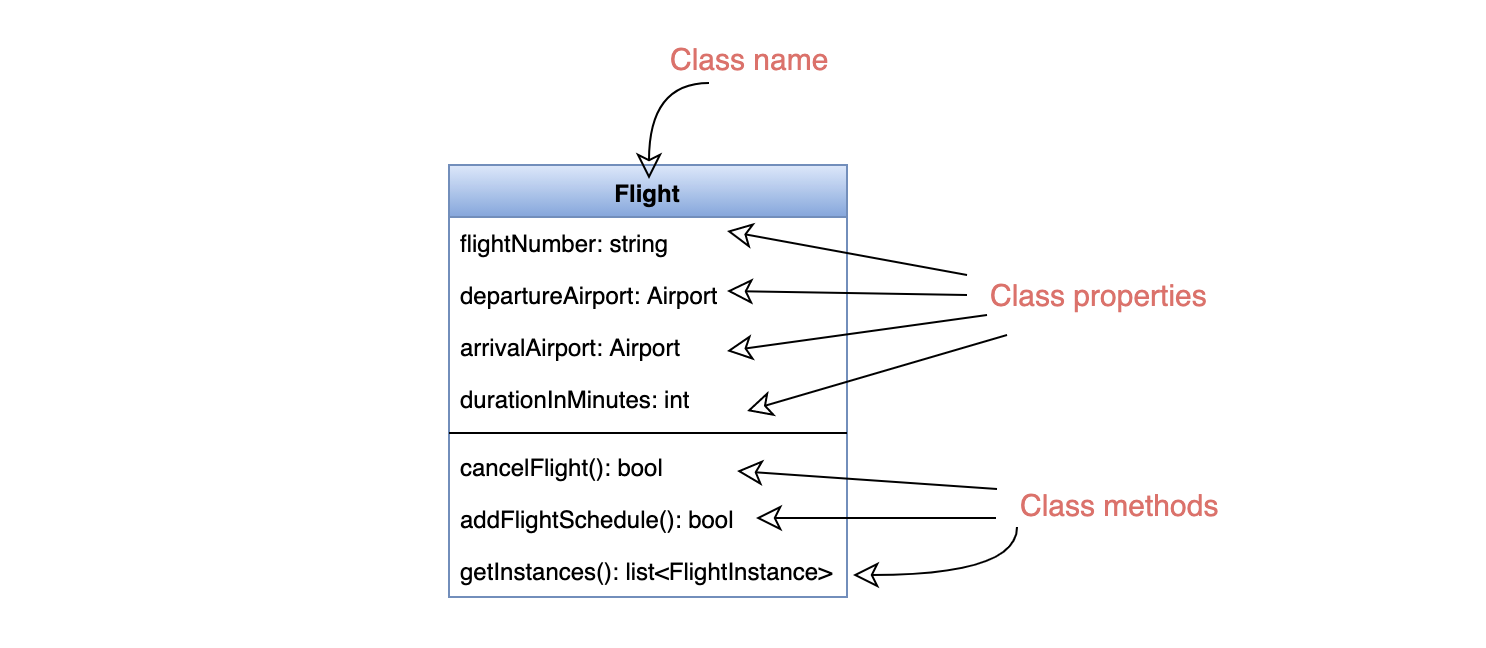 Class name
Flight
flightNumber: string
departureAirport: Airport
arrivalAirport: Airport
durationInMinutes: int
Class properties
cancelFlight(): bool
addFlightSchedule(): bool
getInstances(): list<FlightInstance>
Class methods